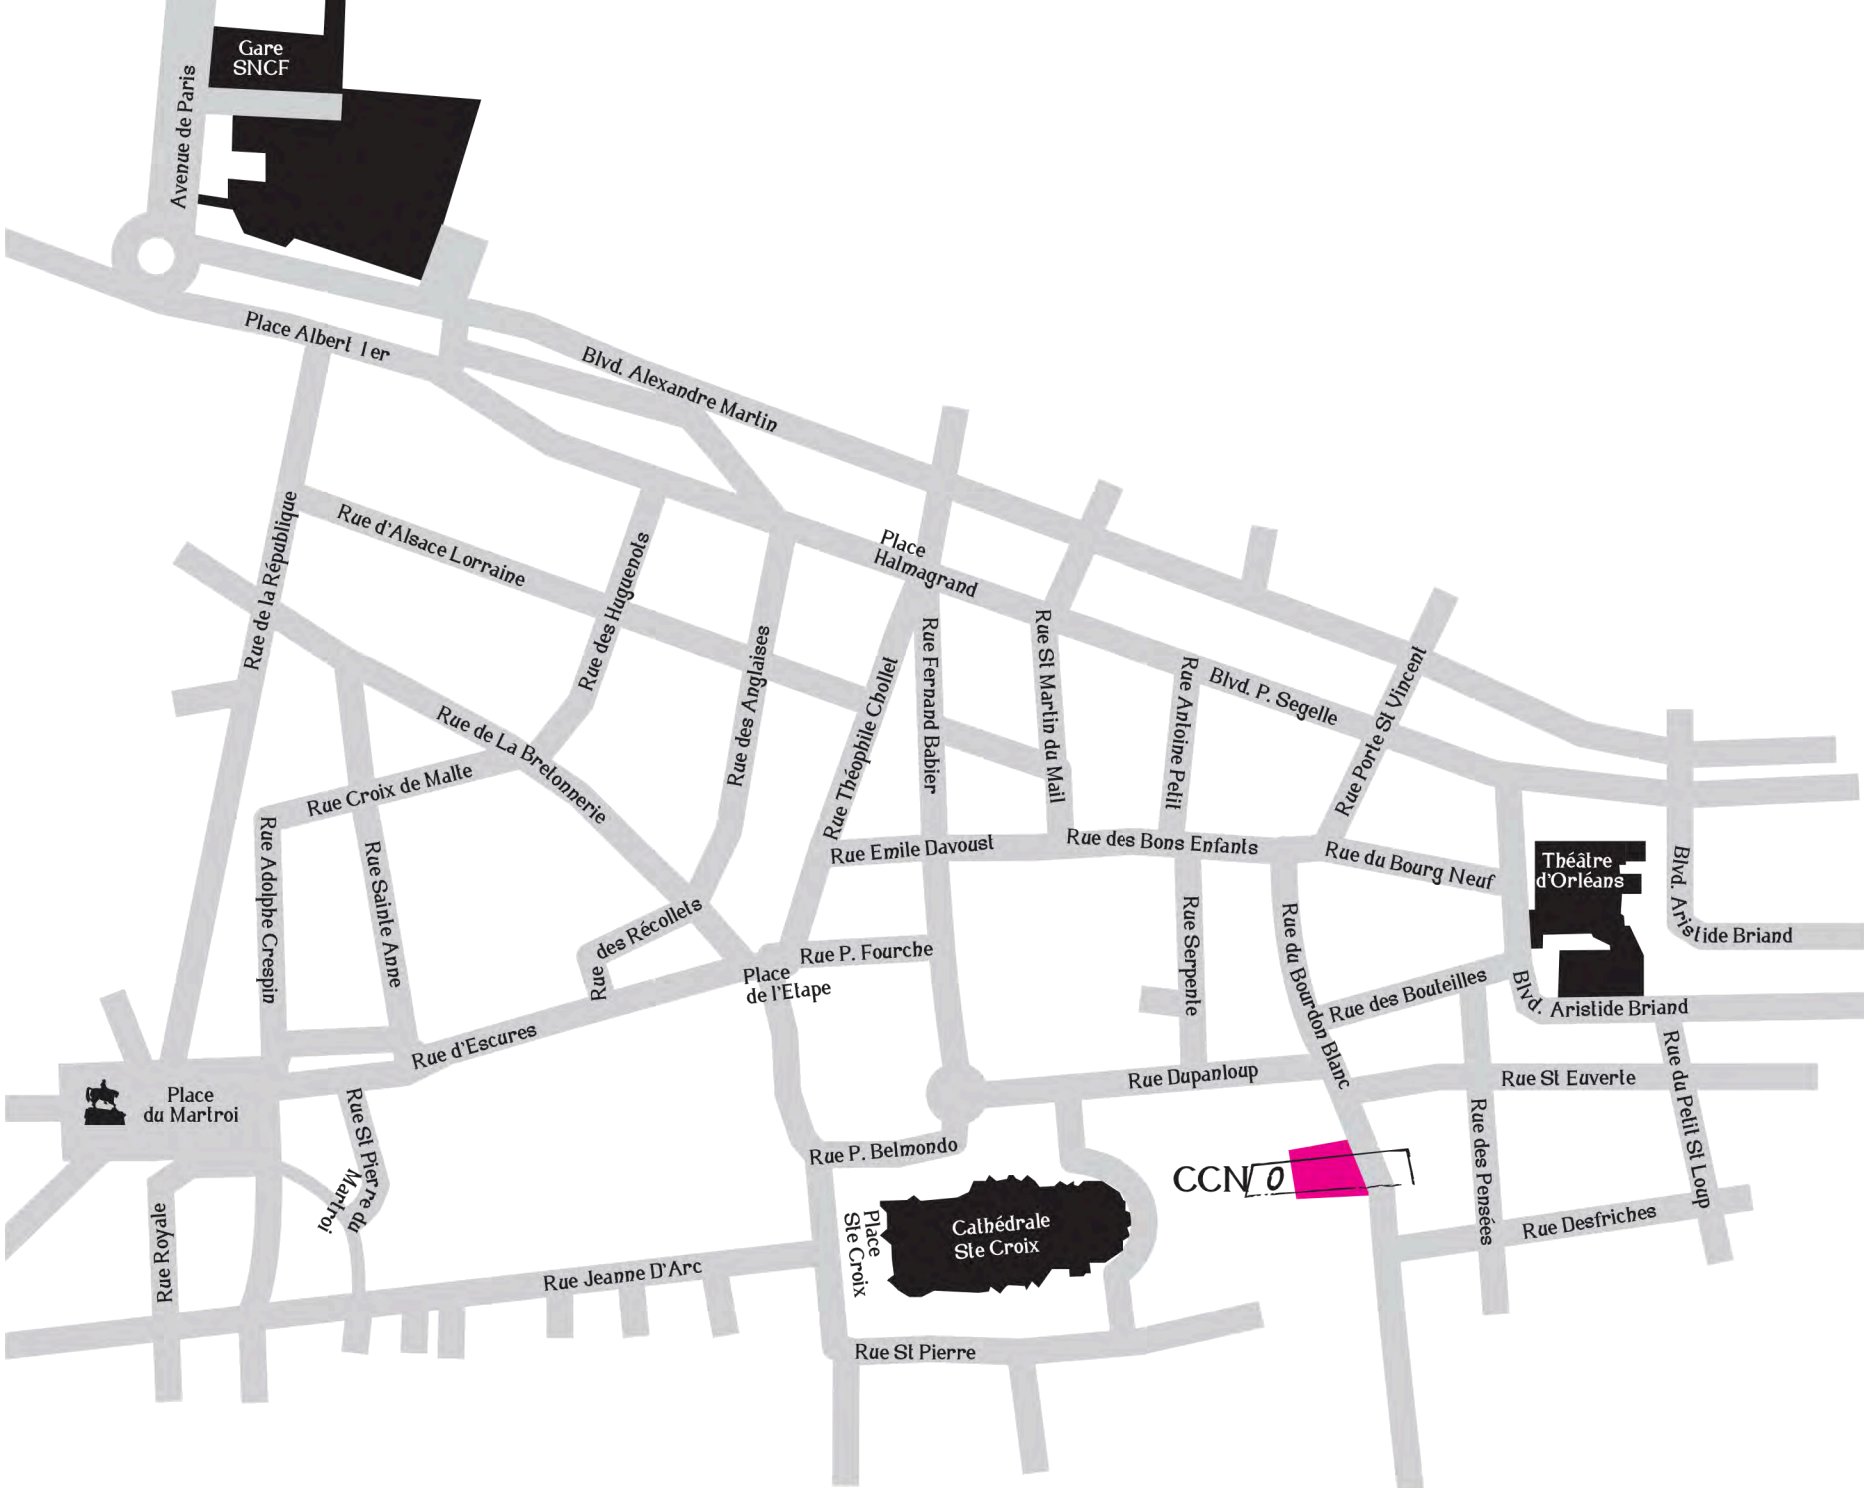 Gare
SNCF
Avenue de Paris
Place Albert 1er
Blvd. Alexandre Martin
Rue de la République
Rue d'Alsace Lorraine
Rue des Huguenots
Place
Halmagrand
Rue des Anglaises
Rue Théophile Chollet
Rue Fernand Babier
Rue St Martin du Mail
Rue Antoine Petit
Blvd. P. Segelle
Rue Porte St Vincent
Rue de La Bretonnerie
Rue Croix de Malte
Rue Adolphe Crespin
Rue Sainte Anne
Rue Emile Davoust
Rue des Bons Enfants
Rue du Bourg Neuf
Théâtre
d'Orléans
Blvd. Aristide Briand
Rue des Récollets
Rue P. Fourche
Place
de l'Etape
Rue Serpente
Rue du Bourdon Blanc
Rue des Bouteilles
Blvd. Aristide Briand
Rue d'Escures
Place
du Martroi
Rue St Pierre du
Martroi
Rue Dupanloup
Rue St Euverte
Rue du Petit St Loup
Rue des Pensées
Rue P. Belmondo
CCN O
Rue Royale
Place
Ste Croix
Cathédrale
Ste Croix
Rue Desfriches
Rue Jeanne D'Arc
Rue St Pierre